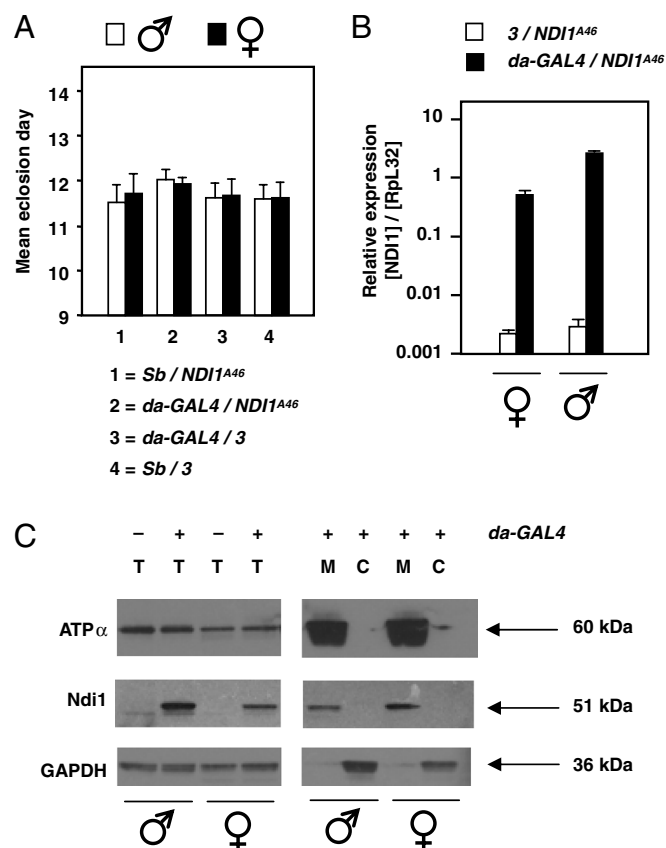 A
♂ ♀
Mean eclosion day
14
13
12
11
10
9
1 2 3 4
1 = Sb / NDI1A46
2 = da-GAL4 / NDI1A46
3 = da-GAL4 / 3
4 = Sb / 3
B
3 / NDI1A46
da-GAL4 / NDI1A46
Relative expression
[NDI1] / [RpL32]
10
1
0.1
0.003
0.001
♀ ♂
C
– + – + + + + + da-GAL4
T T T T M C M C
ATPα 60 kDa
Ndi1 51 kDa
GAPDH 36 kDa
♂ ♀ ♂ ♀